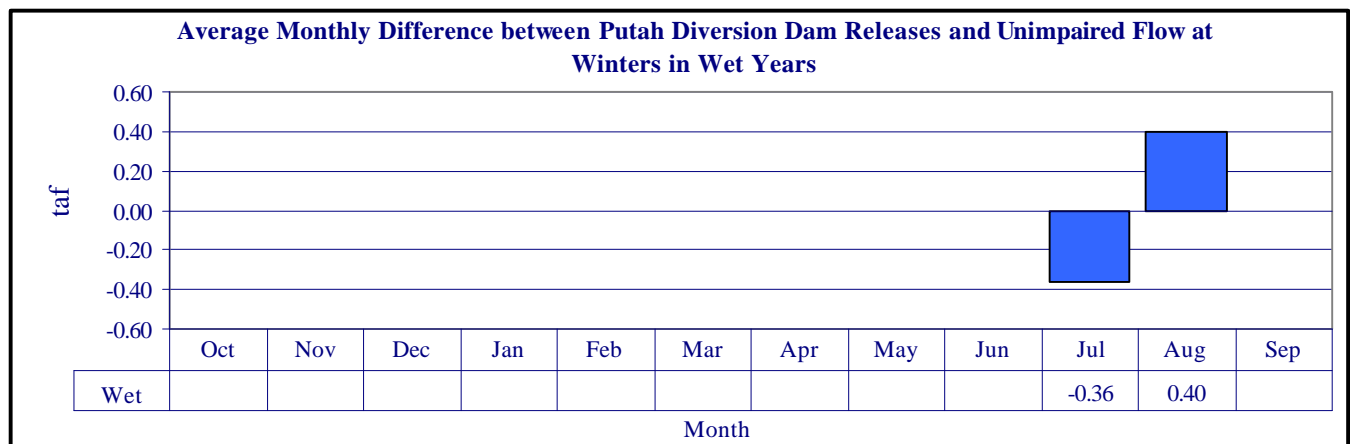 Average Monthly Difference between Putah Diversion Dam Releases and Unimpaired Flow at
Winters in Wet Years
taf
0.60
0.40
0.20
0.00
-0.20
-0.40
-0.60
Oct Nov Dec Jan Feb Mar Apr May Jun Jul Aug Sep
Wet -0.36 0.40
Month